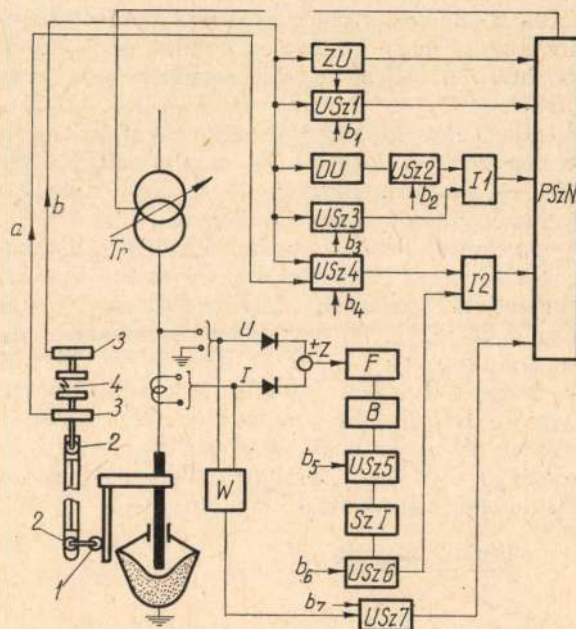 ZU
USz1
b1
DU
USz2
b2
I1
PSzN
USz3
b3
USz4
b4
I2
a
b
Tr
3
4
3
2
2
1
U
I
±Z
F
B
b5
USz5
SzI
W
b6
USz6
b7
USz7